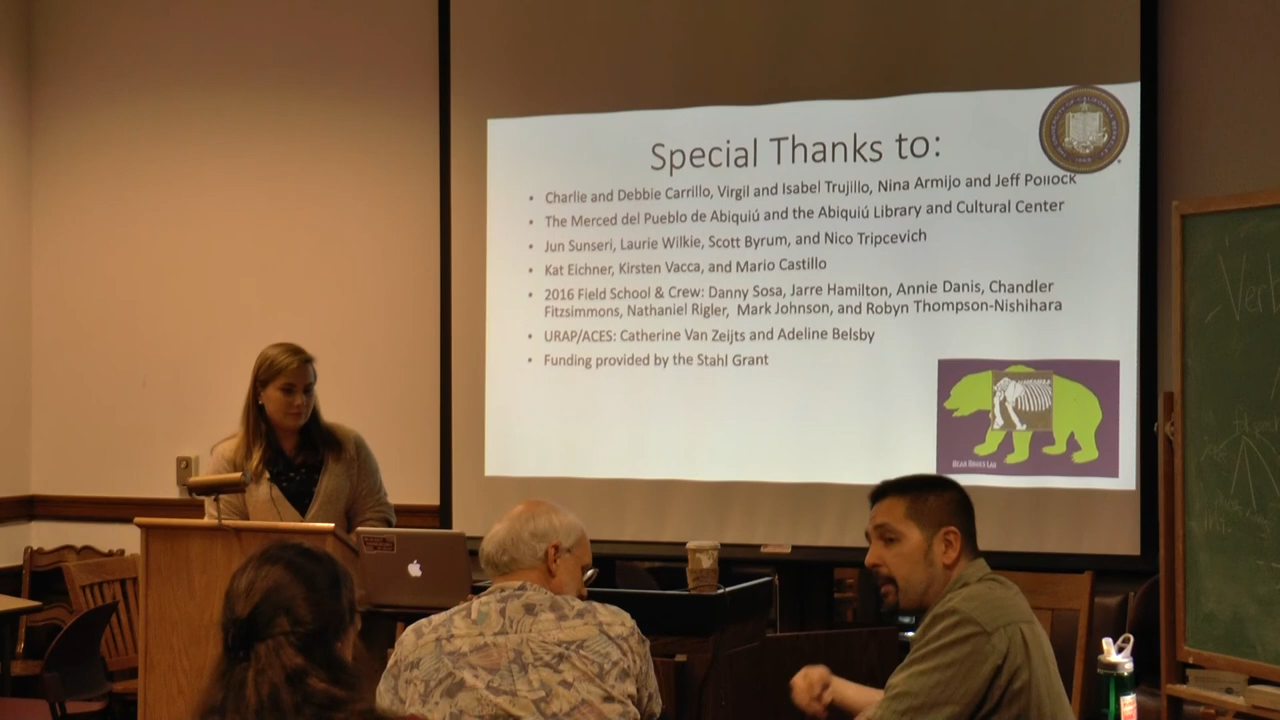 Special Thanks to:
• Charlie and Debbie Carrillo, Virgil and Isabel Trujillo, Nina Armijo and Jeff Pollock
• The Merced del Pueblo de Abiquiú and the Abiquiú Library and Cultural Center
• Jun Sunseri, Laurie Wilkie, Scott Byrum, and Nico Tripcevich
• Kat Eichner, Kirsten Vacca, and Mario Castillo
• 2016 Field School & Crew: Danny Sosa, Jarre Hamilton, Annie Danis, Chandler
Fitzsimmons, Nathaniel Rigler, Mark Johnson, and Robyn Thompson-Nishihara
• URAP/ACES: Catherine Van Zeijts and Adeline Belsby
• Funding provided by the Stahl Grant
Bear Bones Lab